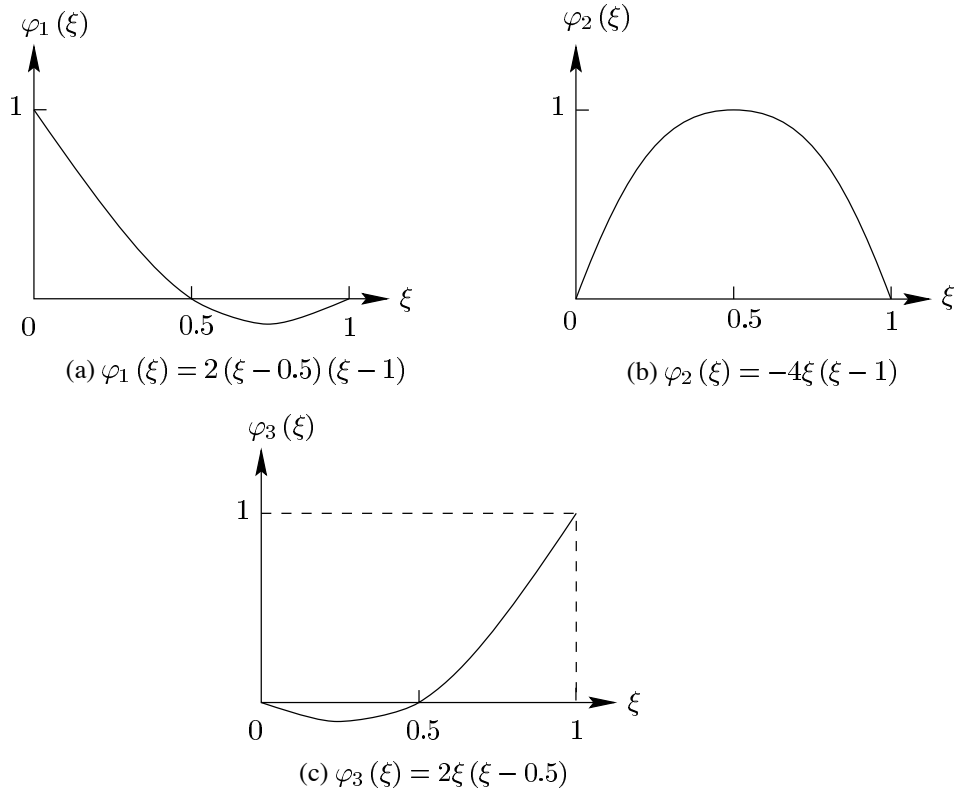 φ₁ (ξ)
φ₂ (ξ)
1
1
ξ
ξ
0
0.5
1
0
0.5
1
(a) φ₁ (ξ) = 2 (ξ − 0.5) (ξ − 1)
(b) φ₂ (ξ) = −4ξ (ξ − 1)
φ₃ (ξ)
1
ξ
0
0.5
1
(c) φ₃ (ξ) = 2ξ (ξ − 0.5)